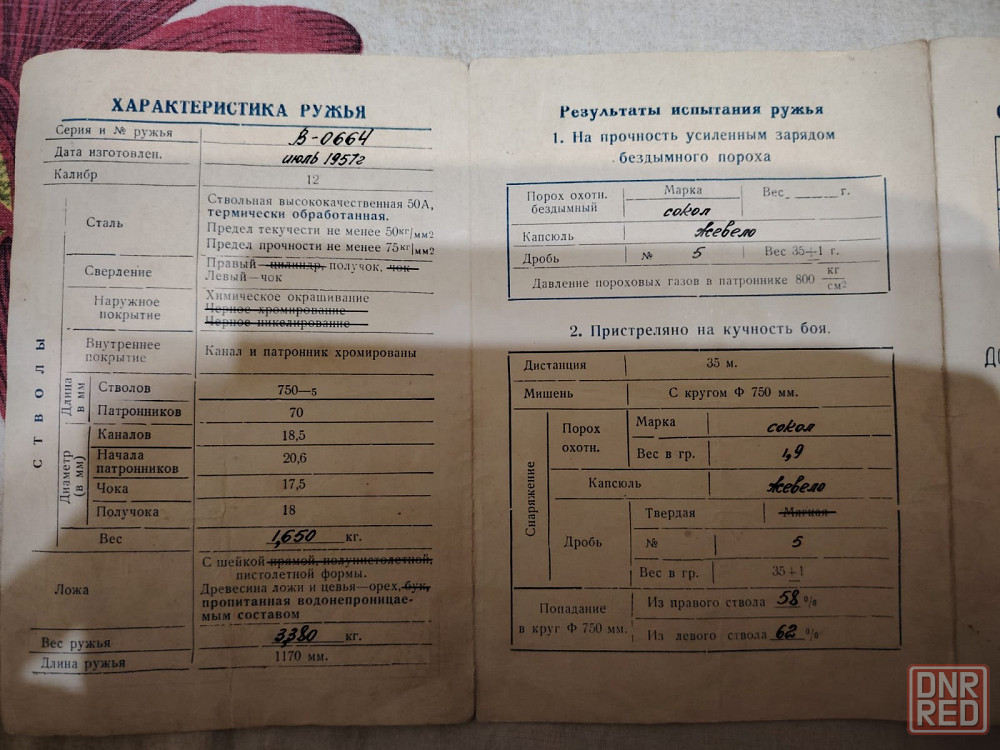 ХАРАКТЕРИСТИКА РУЖЬЯ
Серия и № ружья В-0664
Дата изготовлен. июль 1957г
Калибр 12
СТВОЛЫ
Сталь
Ствольная высококачественная 50А,
термически обработанная.
Предел текучести не менее 50кг/мм2
Предел прочности не менее 75кг/мм2
Сверление
Правый —цилиндр, получок, чок
Левый—чок
Наружное
покрытие
Химическое окрашивание
Черное хромирование
Черное никелирование
Внутреннее
покрытие
Канал и патронник хромированы
Длина
в мм
Стволов 750—5
Патронников 70
Диаметр
(в мм)
Каналов 18,5
Начала
патронников 20,6
Чока 17,5
Получока 18
Вес 1,650 кг.
Ложа
С шейкой прямой, полупистолетной,
пистолетной формы.
Древесина ложи и цевья—орех, бук,
пропитанная водонепроницае-
мым составом
Вес ружья 3,380 кг.
Длина ружья 1170 мм.
Результаты испытания ружья
1. На прочность усиленным зарядом
бездымного пороха
Порох охотн.
бездымный
Марка
сокол
Вес г.
Капсюль жевело
Дробь № 5 Вес 35+1 г.
Давление пороховых газов в патроннике 800 кг/см2
2. Пристреляно на кучность боя.
Дистанция 35 м.
Мишень С кругом Ф 750 мм.
Снаряжение
Порох
охотн.
Марка сокол
Вес в гр. 1,9
Капсюль жевело
Дробь
Твердая Мягкая
№ 5
Вес в гр. 35+1
Попадание
в круг Ф 750 мм.
Из правого ствола 58 %
Из левого ствола 62 %
DNR
RED